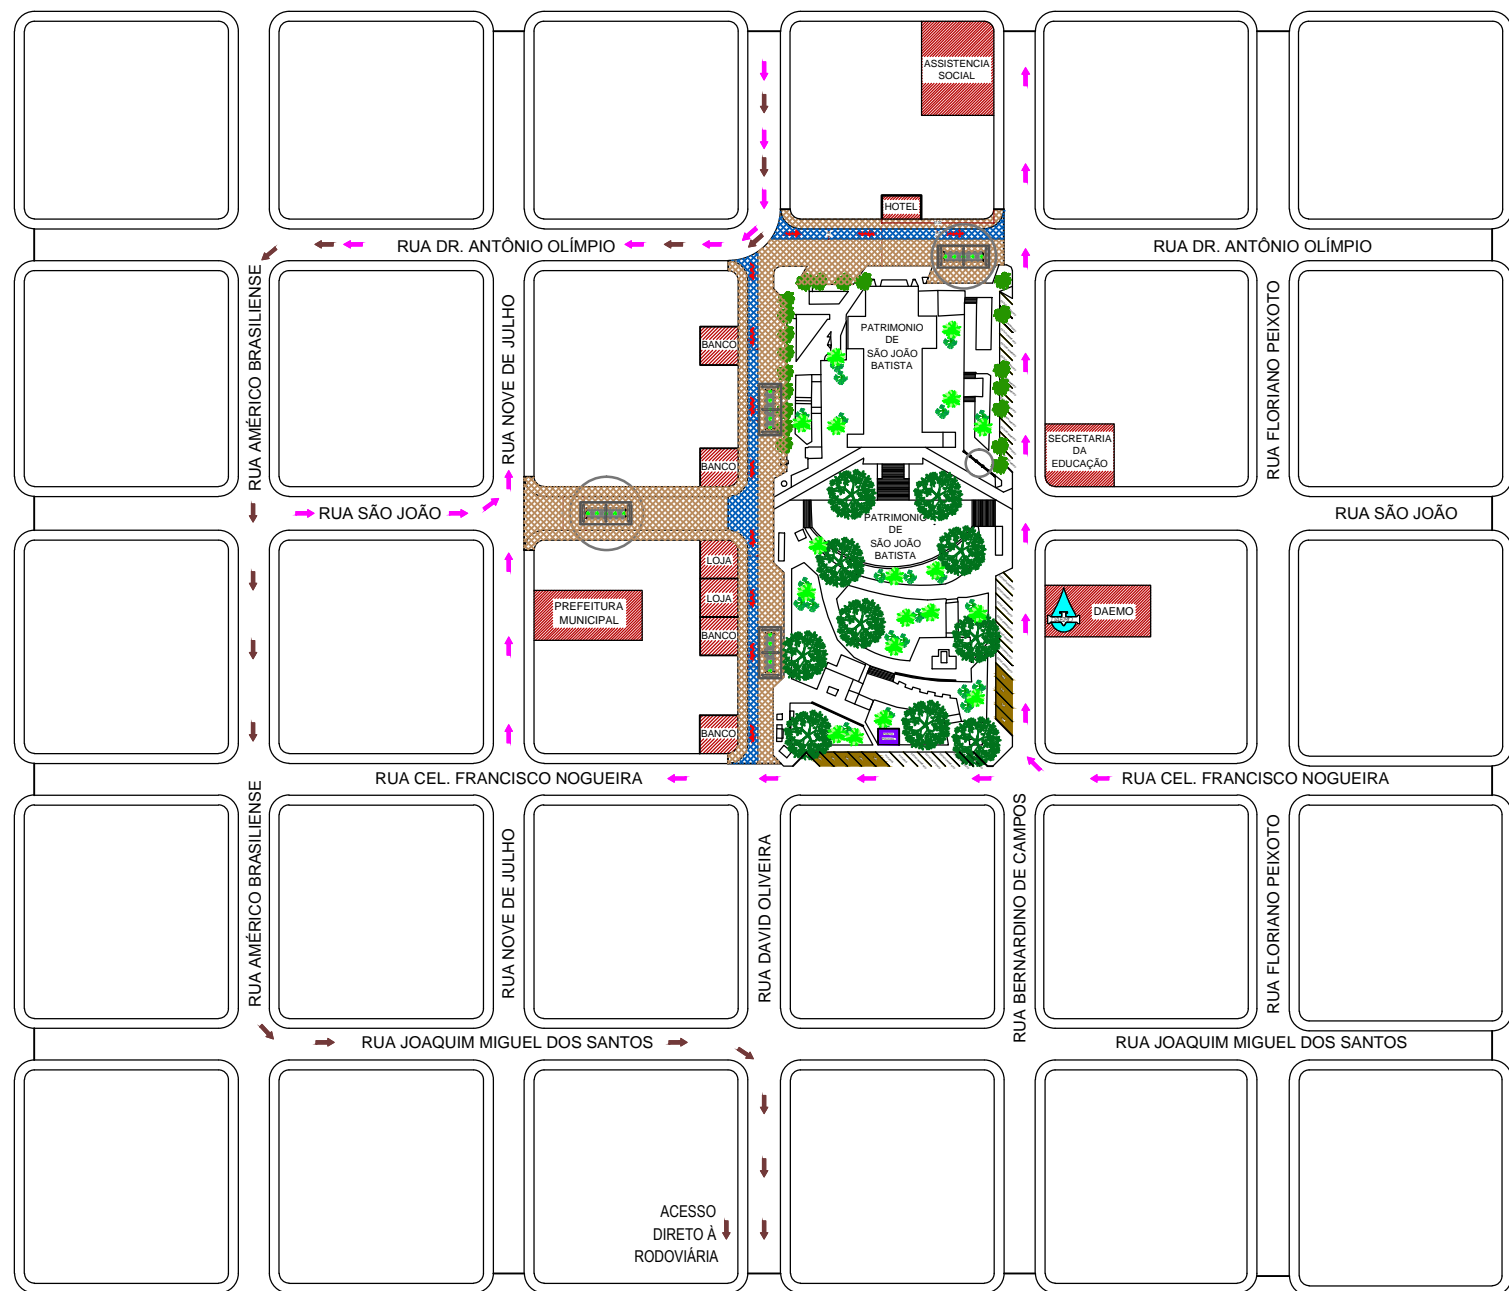 ASSISTENCIA
SOCIAL
HOTEL
RUA DR. ANTÔNIO OLÍMPIO
RUA DR. ANTÔNIO OLÍMPIO
RUA AMÉRICO BRASILIENSE
RUA NOVE DE JULHO
BANCO
PATRIMONIO
DE
SÃO JOÃO
BATISTA
RUA FLORIANO PEIXOTO
BANCO
SECRETARIA
DA
EDUCAÇÃO
RUA SÃO JOÃO
PATRIMONIO
DE
SÃO JOÃO
BATISTA
RUA SÃO JOÃO
LOJA
LOJA
PREFEITURA
MUNICIPAL
BANCO
DAEMO
BANCO
RUA CEL. FRANCISCO NOGUEIRA
RUA CEL. FRANCISCO NOGUEIRA
RUA AMÉRICO BRASILIENSE
RUA NOVE DE JULHO
RUA DAVID OLIVEIRA
RUA BERNARDINO DE CAMPOS
RUA FLORIANO PEIXOTO
RUA JOAQUIM MIGUEL DOS SANTOS
RUA JOAQUIM MIGUEL DOS SANTOS
ACESSO
DIRETO À
RODOVIÁRIA